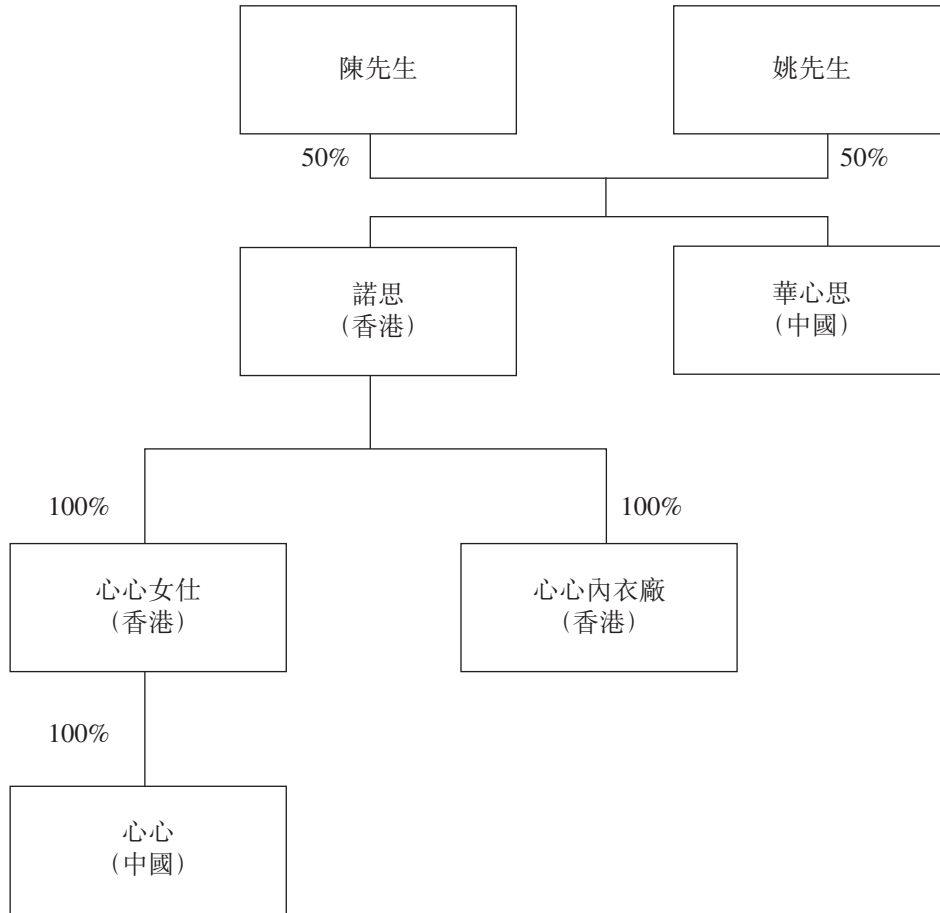 陳先生
姚先生
50%
50%
諾思
（香港）
華心思
（中國）
100%
100%
心心女仕
（香港）
心心內衣廠
（香港）
100%
心心
（中國）